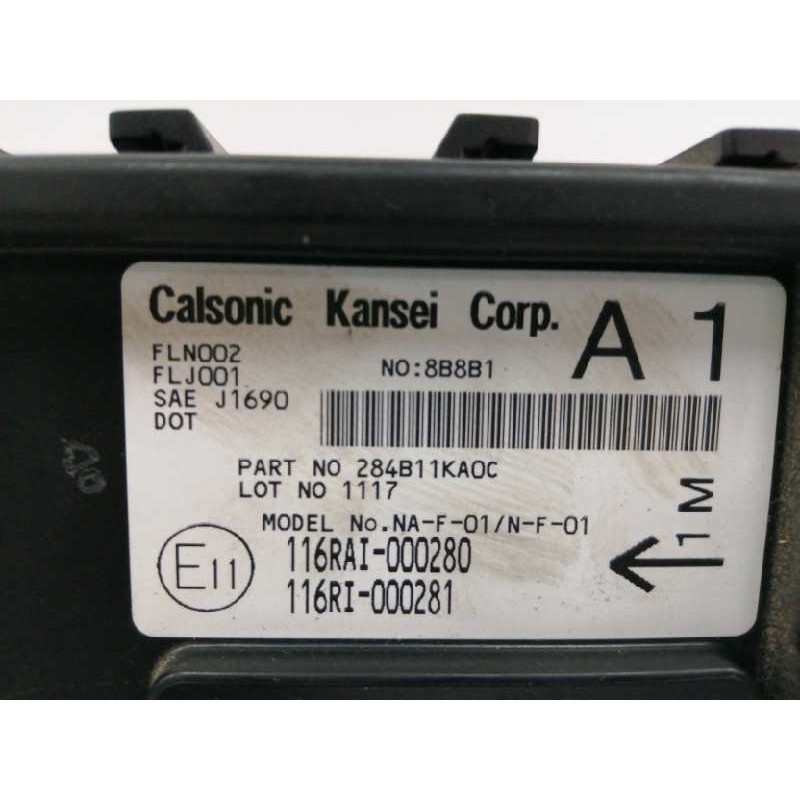 Calsonic Kansei Corp. A 1
FLN002
FLJ001 NO:8B8B1
SAE J1690
DOT
PART NO 284B11KA0C
LOT NO 1117
MODEL No.NA-F-01/N-F-01
1 M
E11
116RAI-000280
116RI-000281